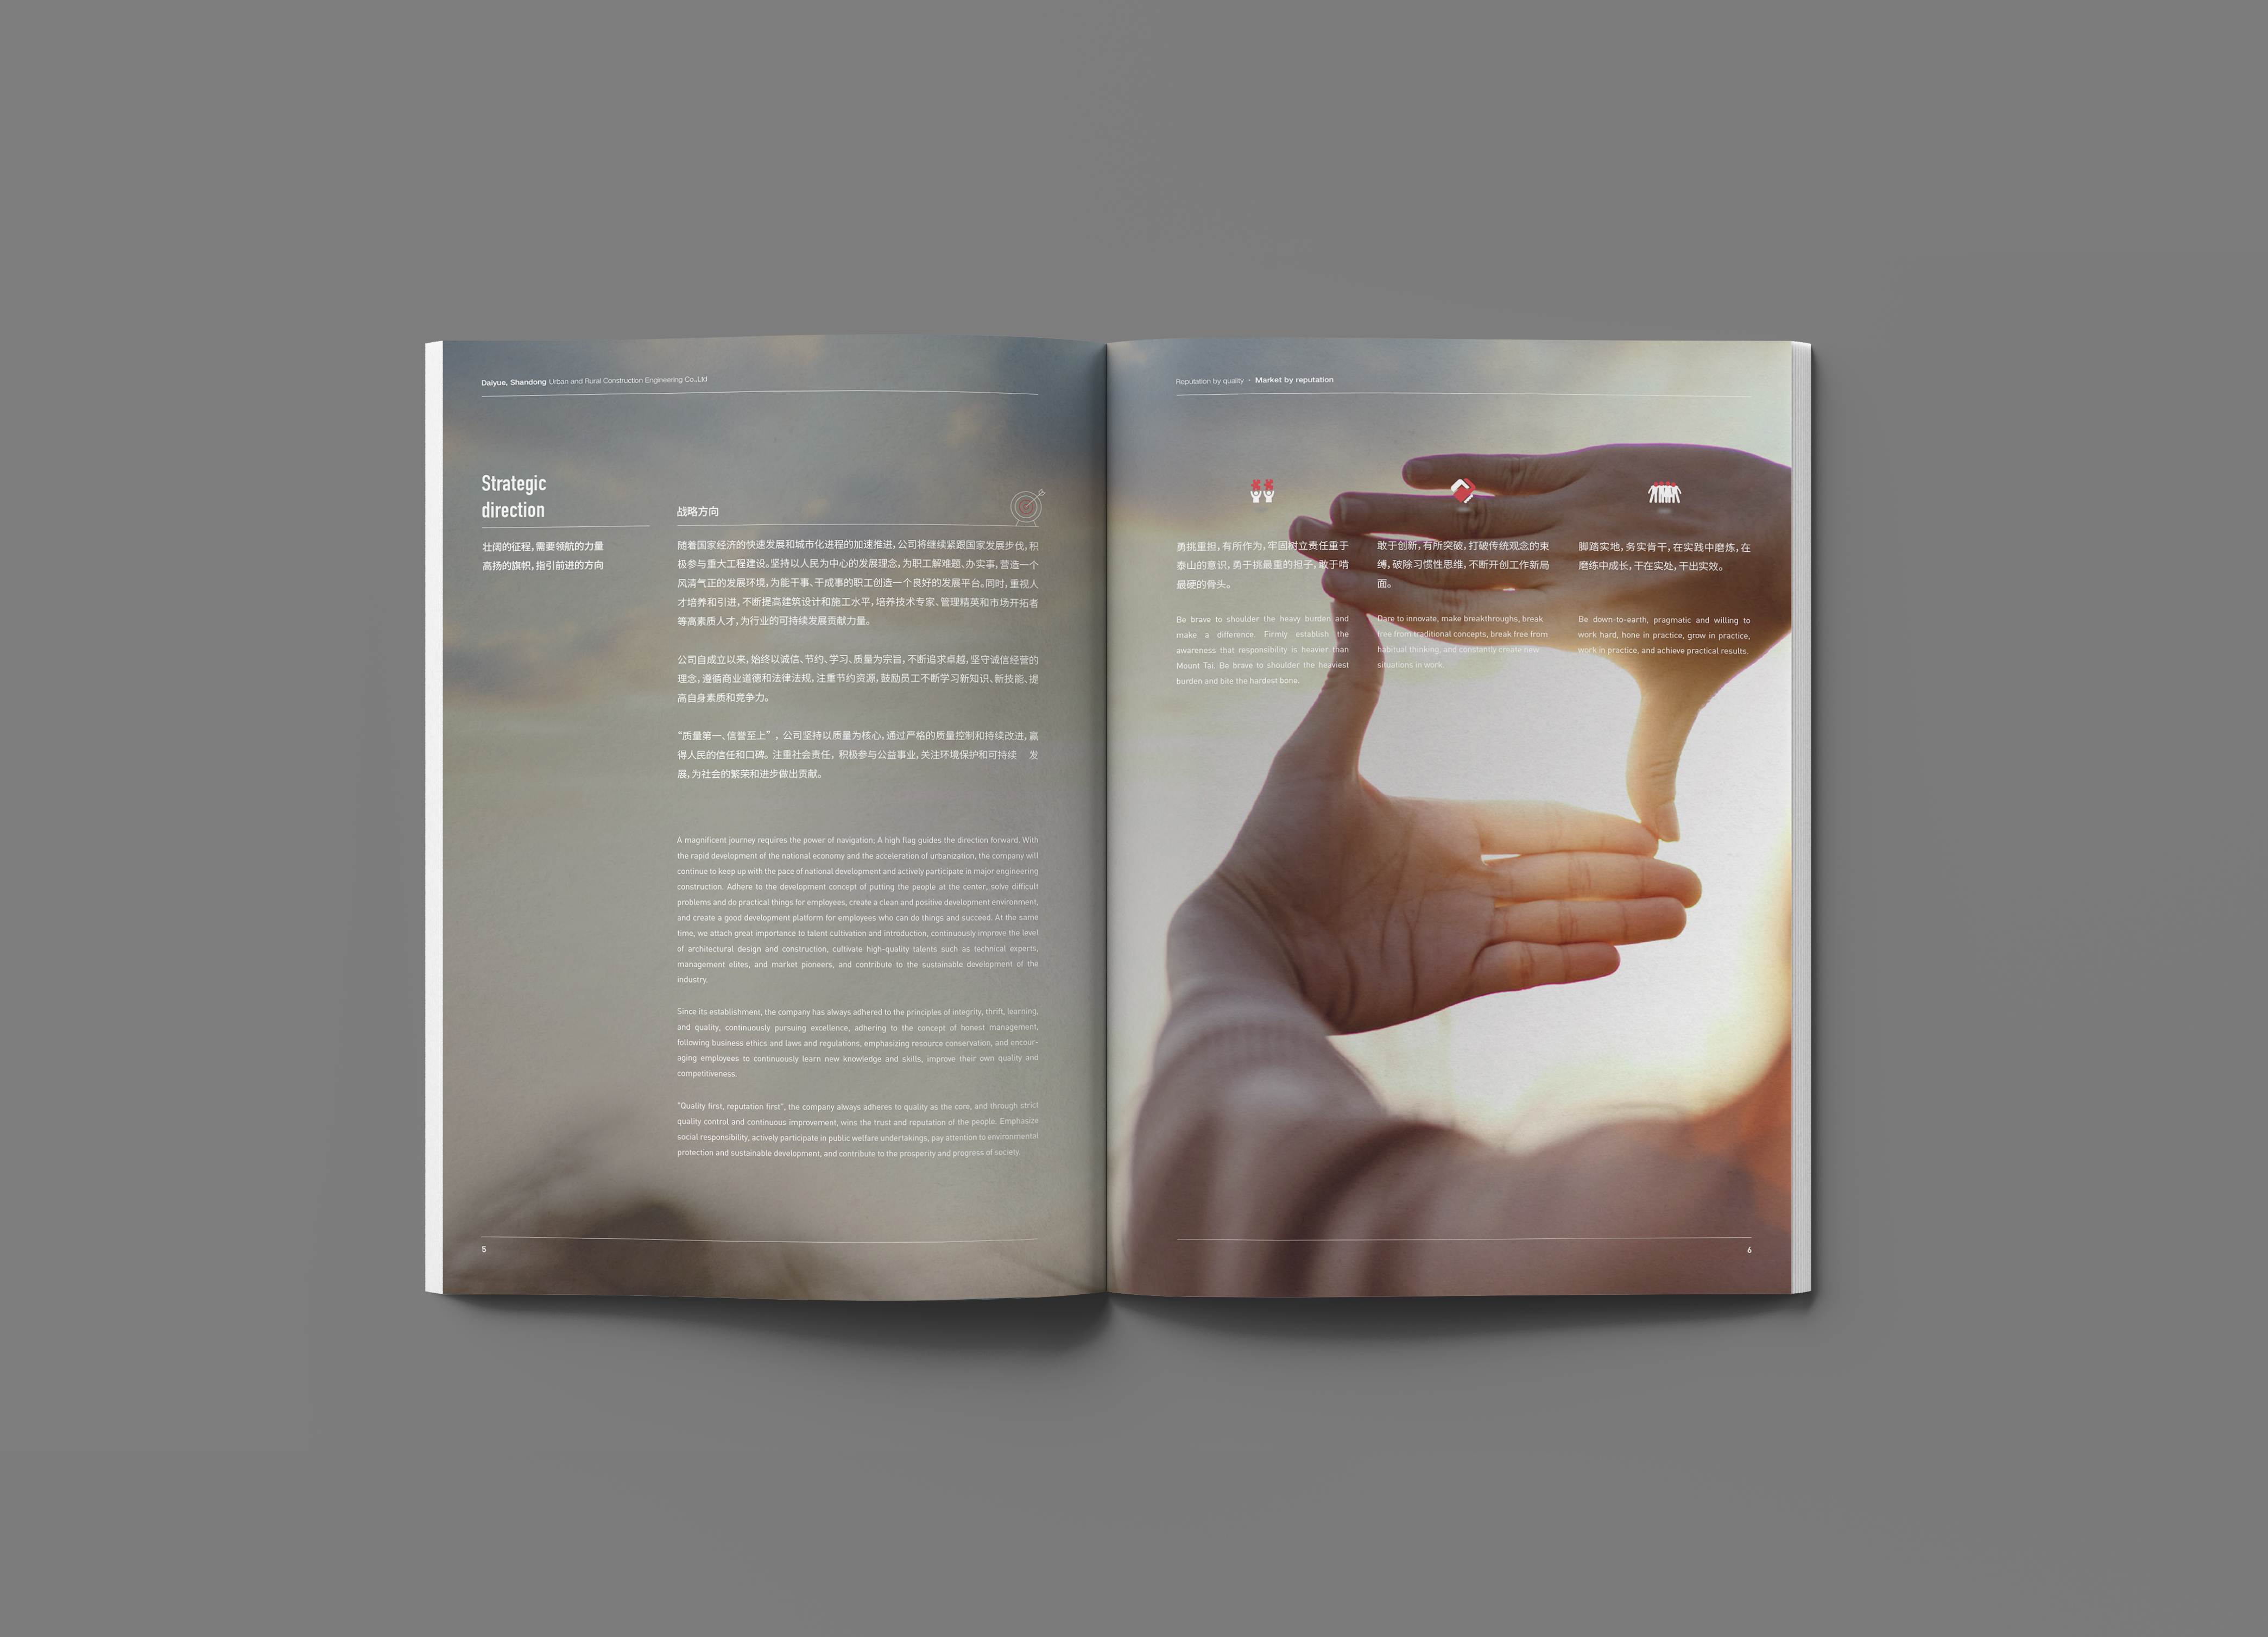 Daiyue, Shandong Urban and Rural Construction Engineering Co.,Ltd
Strategic
direction
壮阔的征程，需要领航的力量
高扬的旗帜，指引前进的方向
战略方向
随着国家经济的快速发展和城市化进程的加速推进，公司将继续紧跟国家发展步伐，积
极参与重大工程建设。坚持以人民为中心的发展理念，为职工解难题、办实事，营造一个
风清气正的发展环境，为能干事、干成事的职工创造一个良好的发展平台。同时，重视人
才培养和引进，不断提高建筑设计和施工水平，培养技术专家、管理精英和市场开拓者
等高素质人才，为行业的可持续发展贡献力量。
公司自成立以来，始终以诚信、节约、学习、质量为宗旨，不断追求卓越，坚守诚信经营的
理念，遵循商业道德和法律法规，注重节约资源，鼓励员工不断学习新知识、新技能、提
高自身素质和竞争力。
“质量第一、信誉至上”，公司坚持以质量为核心，通过严格的质量控制和持续改进，赢
得人民的信任和口碑。注重社会责任，积极参与公益事业，关注环境保护和可持续 发
展，为社会的繁荣和进步做出贡献。
A magnificent journey requires the power of navigation; A high flag guides the direction forward. With
the rapid development of the national economy and the acceleration of urbanization, the company will
continue to keep up with the pace of national development and actively participate in major engineering
construction. Adhere to the development concept of putting the people at the center, solve difficult
problems and do practical things for employees, create a clean and positive development environment,
and create a good development platform for employees who can do things and succeed. At the same
time, we attach great importance to talent cultivation and introduction, continuously improve the level
of architectural design and construction, cultivate high-quality talents such as technical experts,
management elites, and market pioneers, and contribute to the sustainable development of the
industry.
Since its establishment, the company has always adhered to the principles of integrity, thrift, learning,
and quality, continuously pursuing excellence, adhering to the concept of honest management,
following business ethics and laws and regulations, emphasizing resource conservation, and encour-
aging employees to continuously learn new knowledge and skills, improve their own quality and
competitiveness.
"Quality first, reputation first", the company always adheres to quality as the core, and through strict
quality control and continuous improvement, wins the trust and reputation of the people. Emphasize
social responsibility, actively participate in public welfare undertakings, pay attention to environmental
protection and sustainable development, and contribute to the prosperity and progress of society.
5
Reputation by quality · Market by reputation
勇挑重担，有所作为，牢固树立责任重于
泰山的意识，勇于挑最重的担子，敢于啃
最硬的骨头。
Be brave to shoulder the heavy burden and
make a difference. Firmly establish the
awareness that responsibility is heavier than
Mount Tai. Be brave to shoulder the heaviest
burden and bite the hardest bone.
敢于创新，有所突破，打破传统观念的束
缚，破除习惯性思维，不断开创工作新局
面。
Dare to innovate, make breakthroughs, break
free from traditional concepts, break free from
habitual thinking, and constantly create new
situations in work
脚踏实地，务实肯干，在实践中磨炼，在
磨练中成长，干在实处，干出实效。
Be down-to-earth, pragmatic and willing to
work hard, hone in practice, grow in practice,
work in practice, and achieve practical results.
6